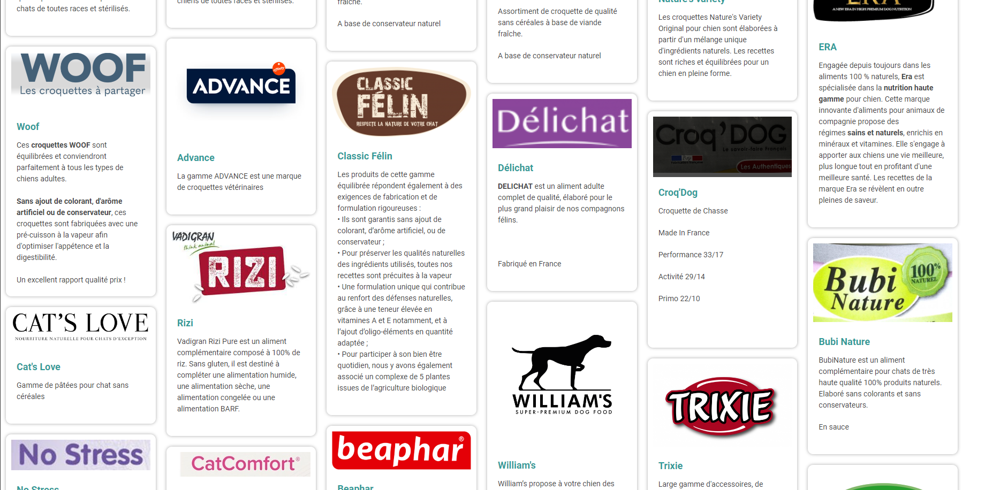 chats de toutes races et stérilisés.
WOOF
Les croquettes à partager
Woof
Ces croquettes WOOF sont
équilibrées et conviendront
parfaitement à tous les types de
chiens adultes.
Sans ajout de colorant, d'arôme
artificiel ou de conservateur, ces
croquettes sont fabriquées avec une
pré-cuisson à la vapeur afin
d'optimiser l'appétence et la
digestibilité.
Un excellent rapport qualité prix !
CAT'S LOVE
NOURRITURE NATURELLE POUR CHATS D'EXCEPTION
Cat's Love
Gamme de pâtées pour chat sans
céréales
No Stress
No Stress
chiens de toutes races et stérilisés.
affinity
ADVANCE
Advance
La gamme ADVANCE est une marque
de croquettes vétérinaires
VADIGRAN
think animal
RIZI
Rizi
Vadigran Rizi Pure est un aliment
complémentaire composé à 100% de
riz. Sans gluten, il est destiné à
compléter une alimentation humide,
une alimentation sèche, une
alimentation congelée ou une
alimentation BARF.
CatComfort®
fraîche.
A base de conservateur naturel
CLASSIC
FÉLIN
RESPECTE LA NATURE DE VOTRE CHAT
Classic Félin
Les produits de cette gamme
équilibrée répondent également à des
exigences de fabrication et de
formulation rigoureuses :
• Ils sont garantis sans ajout de
colorant, d’arôme artificiel, ou de
conservateur ;
• Pour préserver les qualités naturelles
des ingrédients utilisés, toutes nos
recettes sont précuites à la vapeur
• Une formulation unique qui contribue
au renfort des défenses naturelles,
grâce à une teneur élevée en
vitamines A et E notamment, et à
l’ajout d’oligo-éléments en quantité
adaptée ;
• Pour participer à son bien être
quotidien, nous y avons également
associé un complexe de 5 plantes
issues de l’agriculture biologique
beaphar®
Beaphar
Assortiment de croquette de qualité
sans céréales à base de viande
fraîche.
A base de conservateur naturel
Délichat
Délichat
DELICHAT est un aliment adulte
complet de qualité, élaboré pour le
plus grand plaisir de nos compagnons
félins.
Fabriqué en France
WILLIAM'S
SUPER-PREMIUM DOG FOOD
William's
William’s propose à votre chien des
Nature's Variety
Les croquettes Nature's Variety
Original pour chien sont élaborées à
partir d'un mélange unique
d'ingrédients naturels. Les recettes
sont riches et équilibrées pour un
chien en pleine forme.
Croq'DOG
Le savoir-faire Français
Fabrication française
Les Authentiques
Croq'Dog
Croquette de Chasse
Made In France
Performance 33/17
Activité 29/14
Primo 22/10
TRIXIE
Trixie
Large gamme d'accessoires, de
ERA
A NEW ERA IN HIGH PREMIUM DOG NUTRITION
ERA
Engagée depuis toujours dans les
aliments 100 % naturels, Era est
spécialisée dans la nutrition haute
gamme pour chien. Cette marque
innovante d'aliments pour animaux de
compagnie propose des
régimes sains et naturels, enrichis en
minéraux et vitamines. Elle s'engage à
apporter aux chiens une vie meilleure,
plus longue tout en profitant d'une
meilleure santé. Les recettes de la
marque Era se révèlent en outre
pleines de saveur.
Bubi
Nature
100%
NATUREL
Bubi Nature
BubiNature est un aliment
complémentaire pour chats de très
haute qualité 100% produits naturels.
Elaboré sans colorants et sans
conservateurs.
En sauce